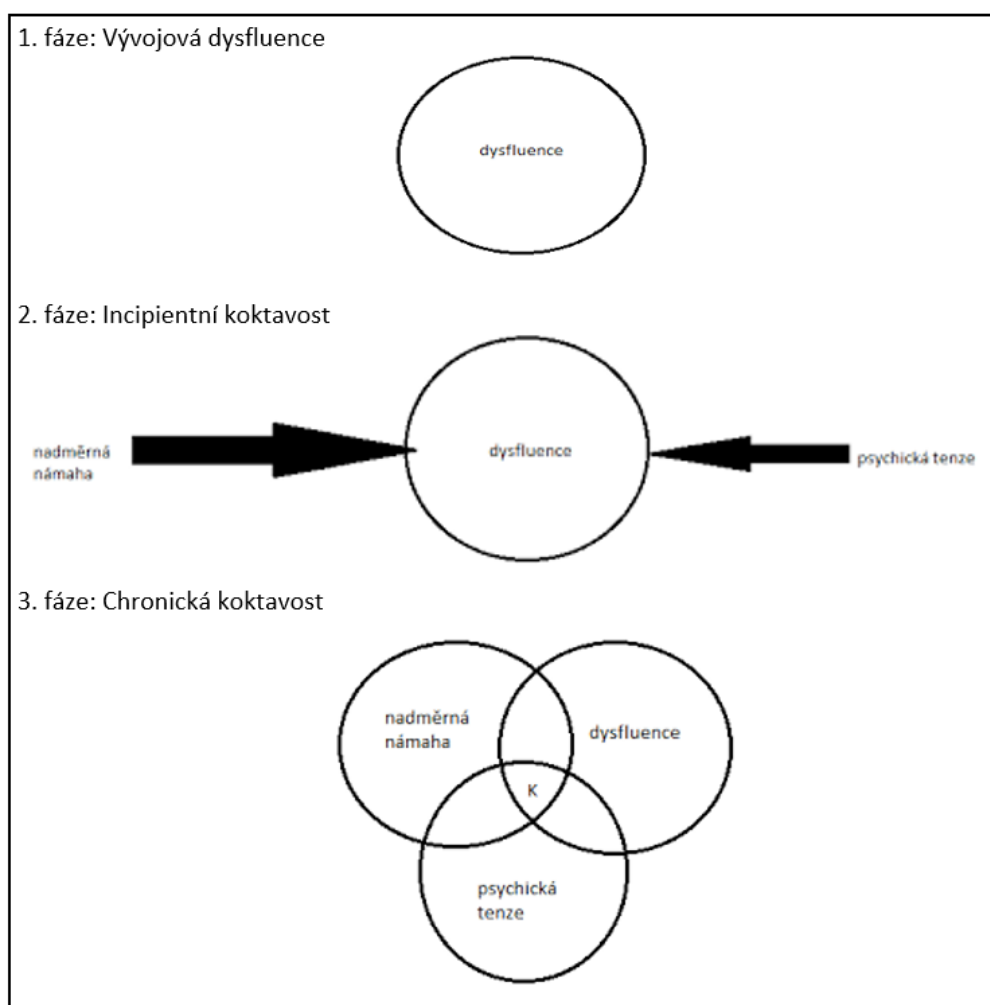 1. fáze: Vývojová dysfluence
dysfluence
2. fáze: Incipientní koktavost
nadměrná
námaha
dysfluence
psychická tenze
3. fáze: Chronická koktavost
nadměrná
námaha
dysfluence
K
psychická
tenze